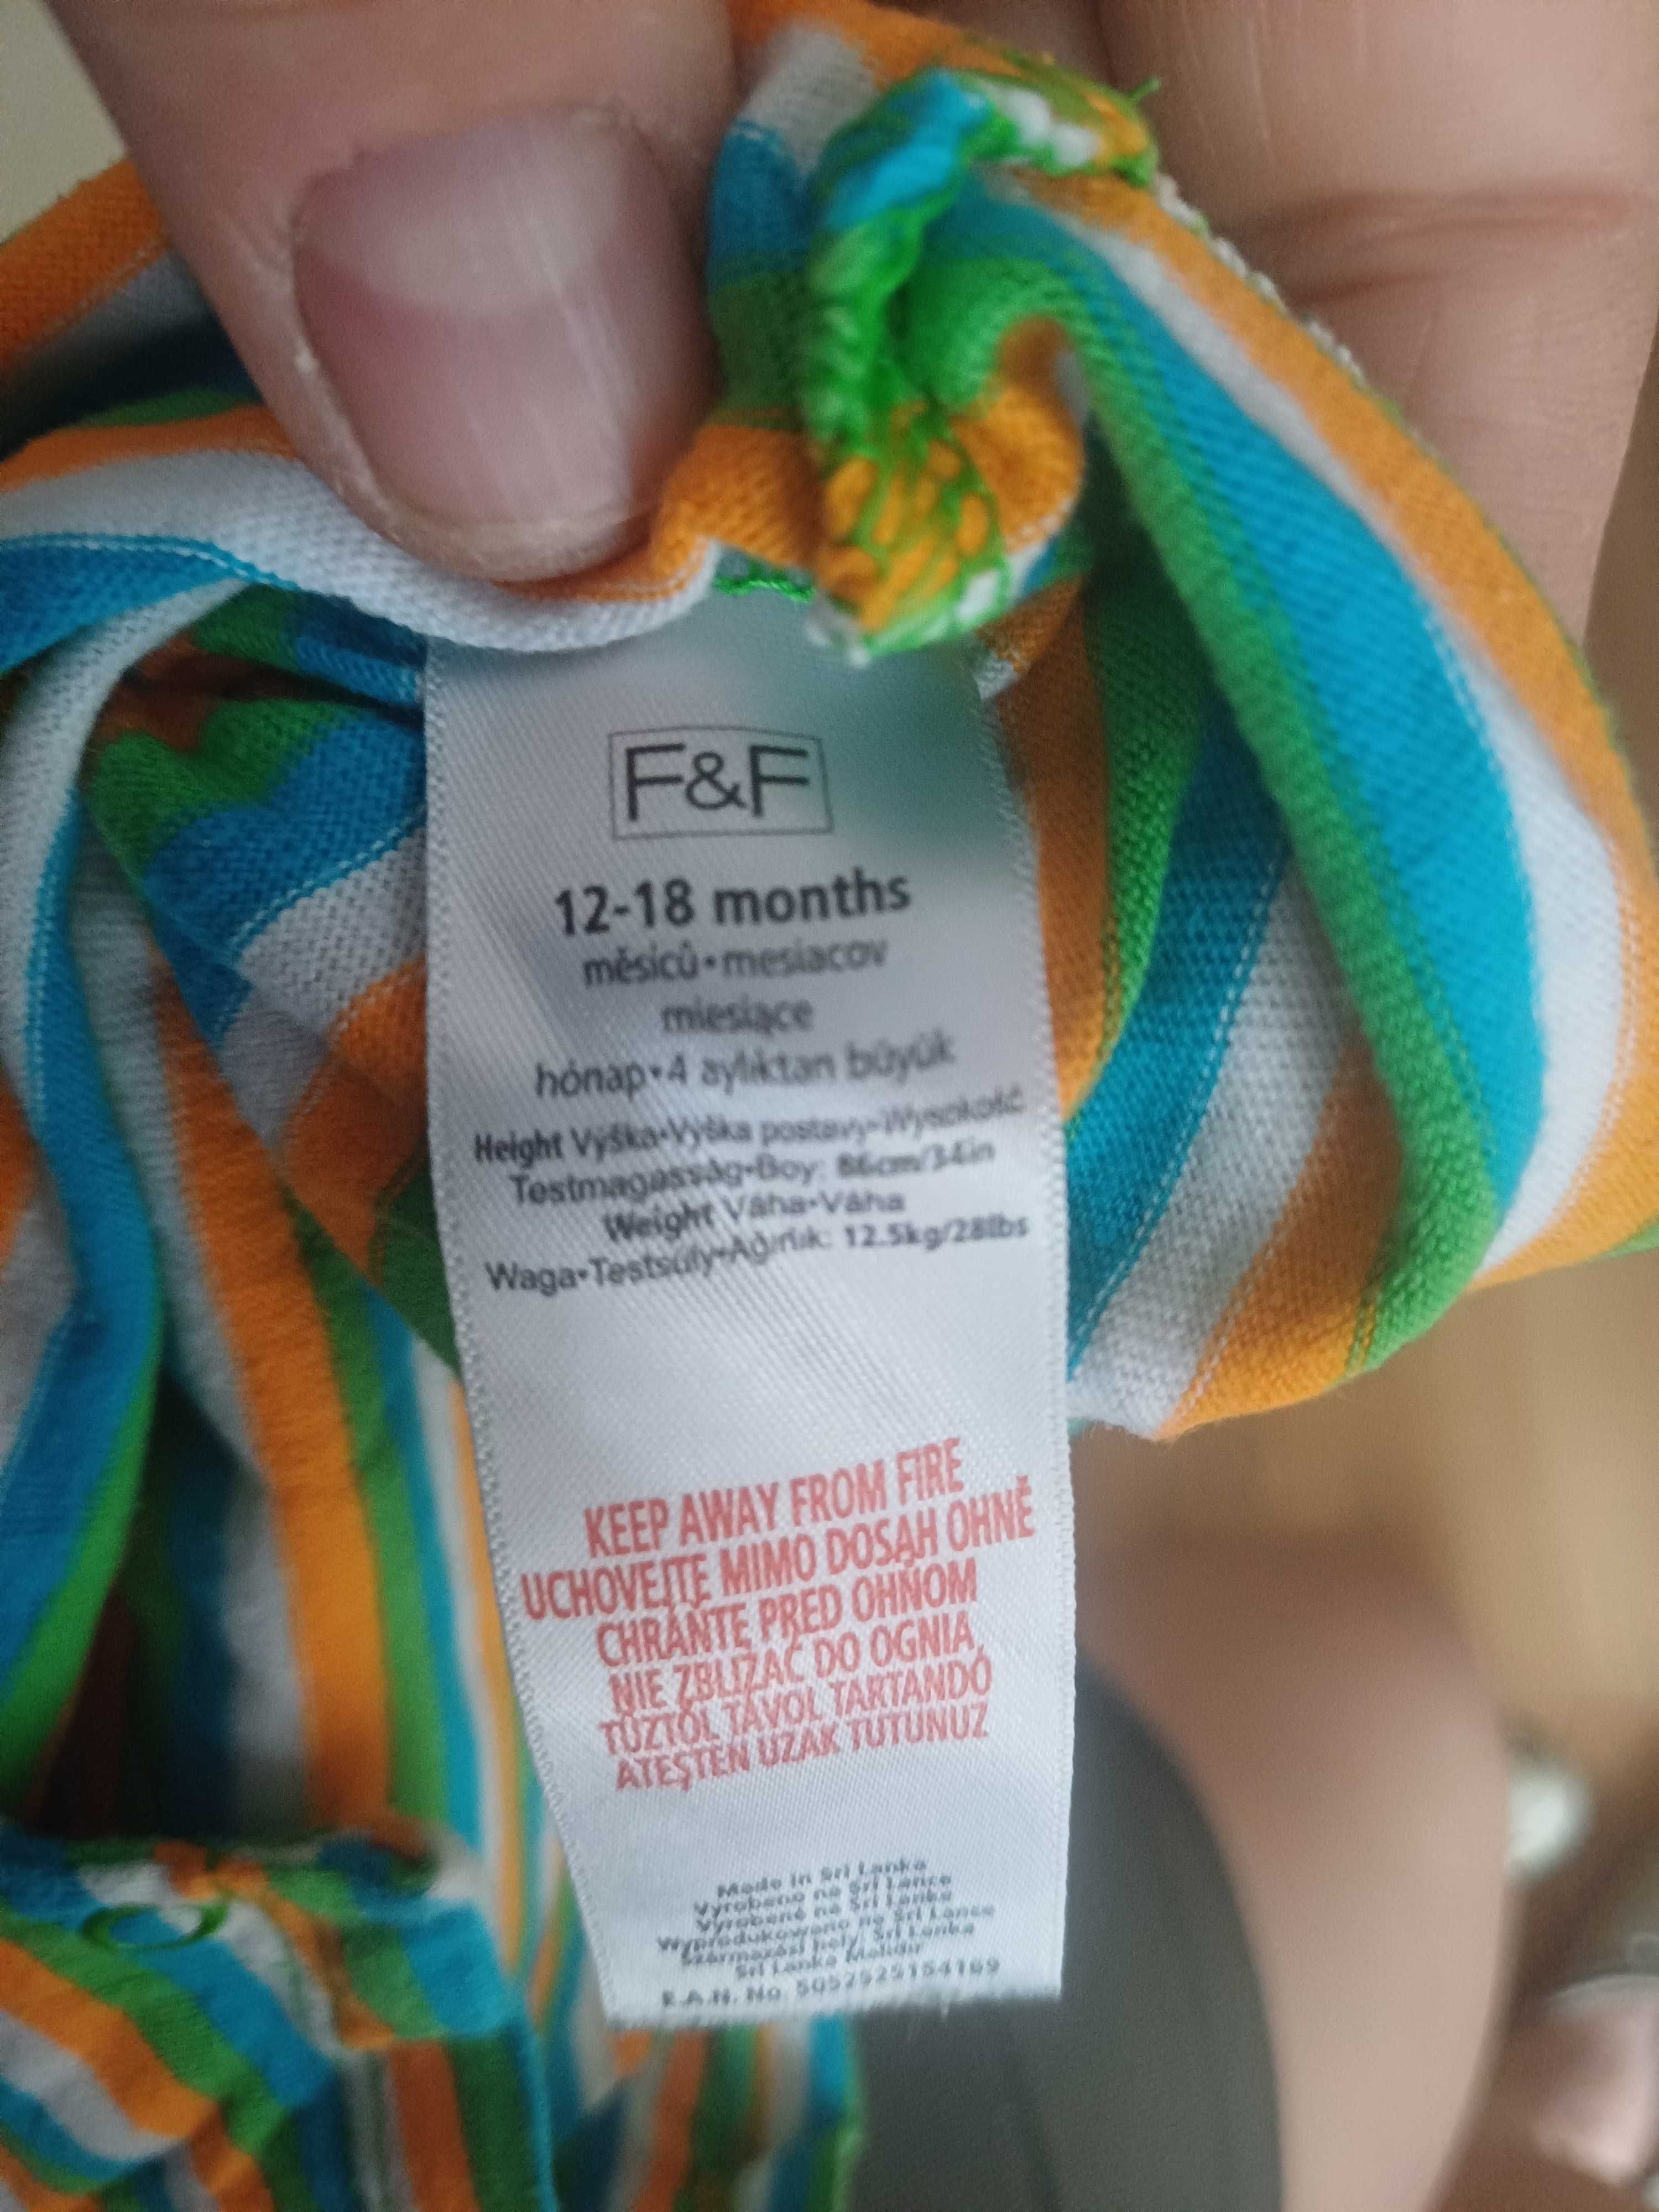 F&F
12-18 months
měsíců•mesiacov
miesiące
hónap•4 aylıktan büyük
Height Výška•Výška postavy•Wysokość
Testmagasság•Boy: 86cm/34in
Weight Váha•Váha
Waga•Testsúly•Ağırlık: 12.5kg/28lbs
KEEP AWAY FROM FIRE
UCHOVEJTE MIMO DOSAH OHNĚ
CHRÁŇTE PRED OHŇOM
NIE ZBLIŻAĆ DO OGNIA
TŰZTŐL TÁVOL TARTANDÓ
ATEŞTEN UZAK TUTUNUZ
Made in Sri Lanka
Vyrobeno na Srí Lance
Vyrobené na Srí Lanke
Wyprodukowano na Sri Lance
Származási hely: Sri Lanka
Sri Lanka Malıdır
E.A.N. No. 5052525154169